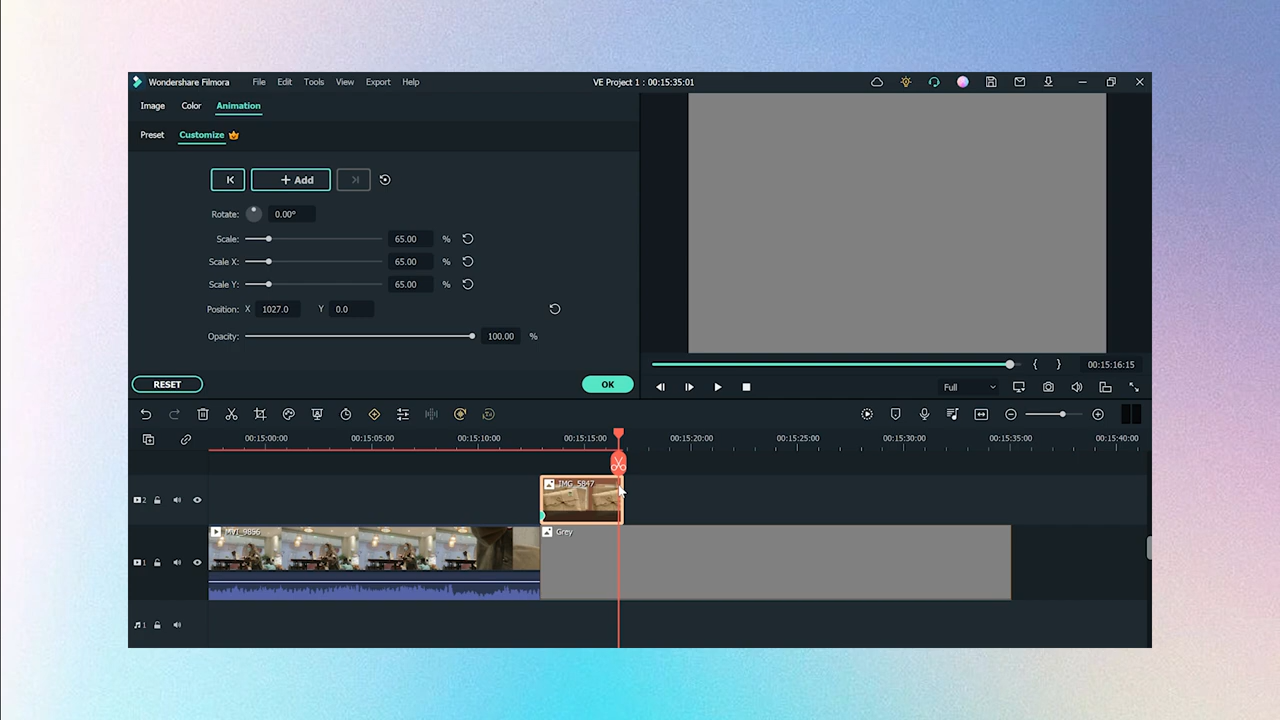 Wondershare Filmora File Edit Tools View Export Help VE Project 1 : 00:15:35:01
Image Color Animation
Preset Customize
+ Add
Rotate: 0.00°
Scale: 65.00 %
Scale X: 65.00 %
Scale Y: 65.00 %
Position: X 1027.0 Y 0.0
Opacity: 100.00 %
{ } 00:15:16:15
RESET OK
Full
00:15:00:00 00:15:05:00 00:15:10:00 00:15:15:00 00:15:20:00 00:15:25:00 00:15:30:00 00:15:35:00 00:15:40:00
IMG_5847
2
MVI_9856 Grey
1
1